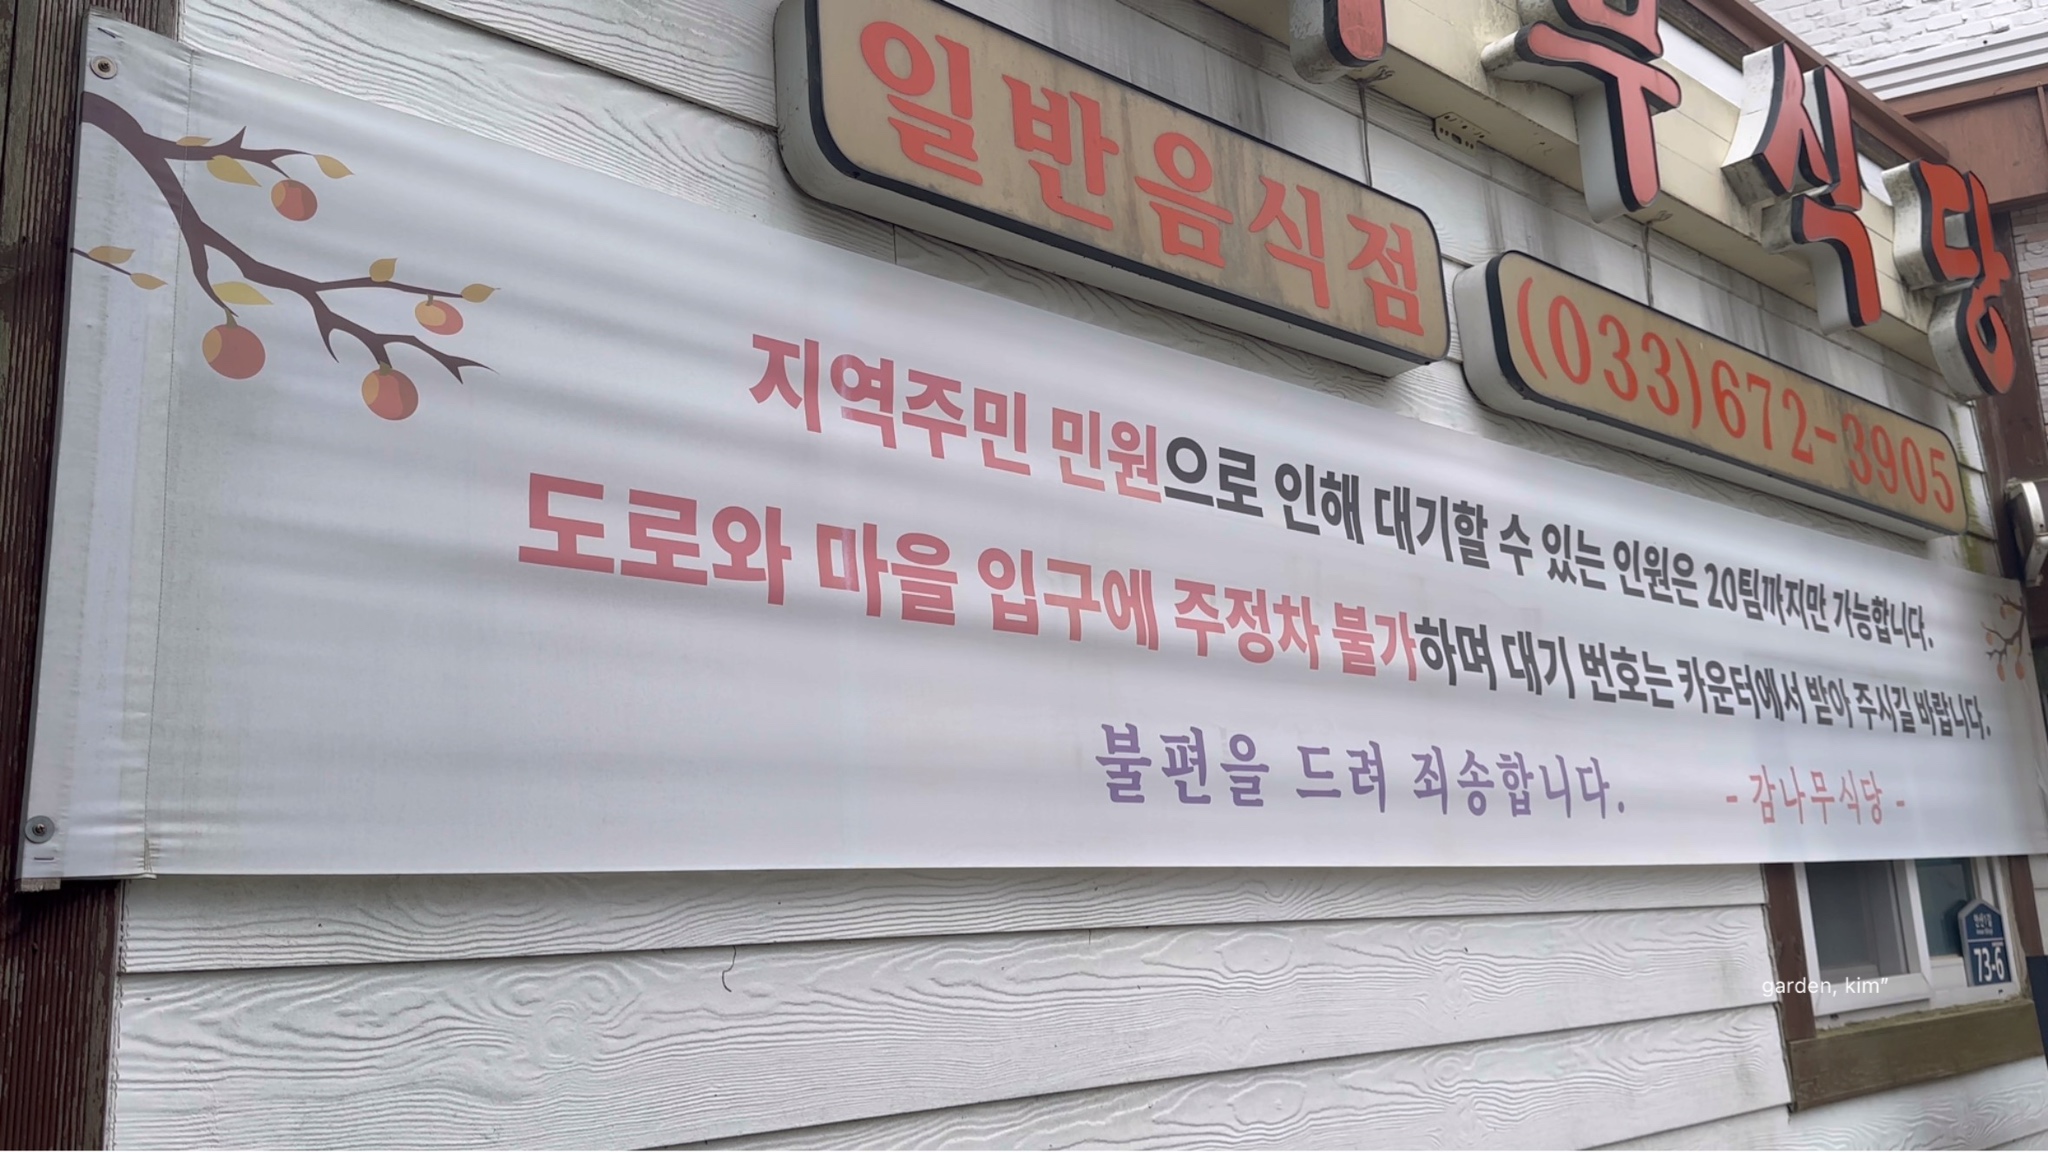 무식당
일반음식점
(033)672-3905
지역주민 민원으로 인해 대기할 수 있는 인원은 20팀까지만 가능합니다.
도로와 마을 입구에 주정차 불가하며 대기 번호는 카운터에서 받아 주시길 바랍니다.
불편을 드려 죄송합니다.
- 감나무식당 -
73-6
garden, kim”